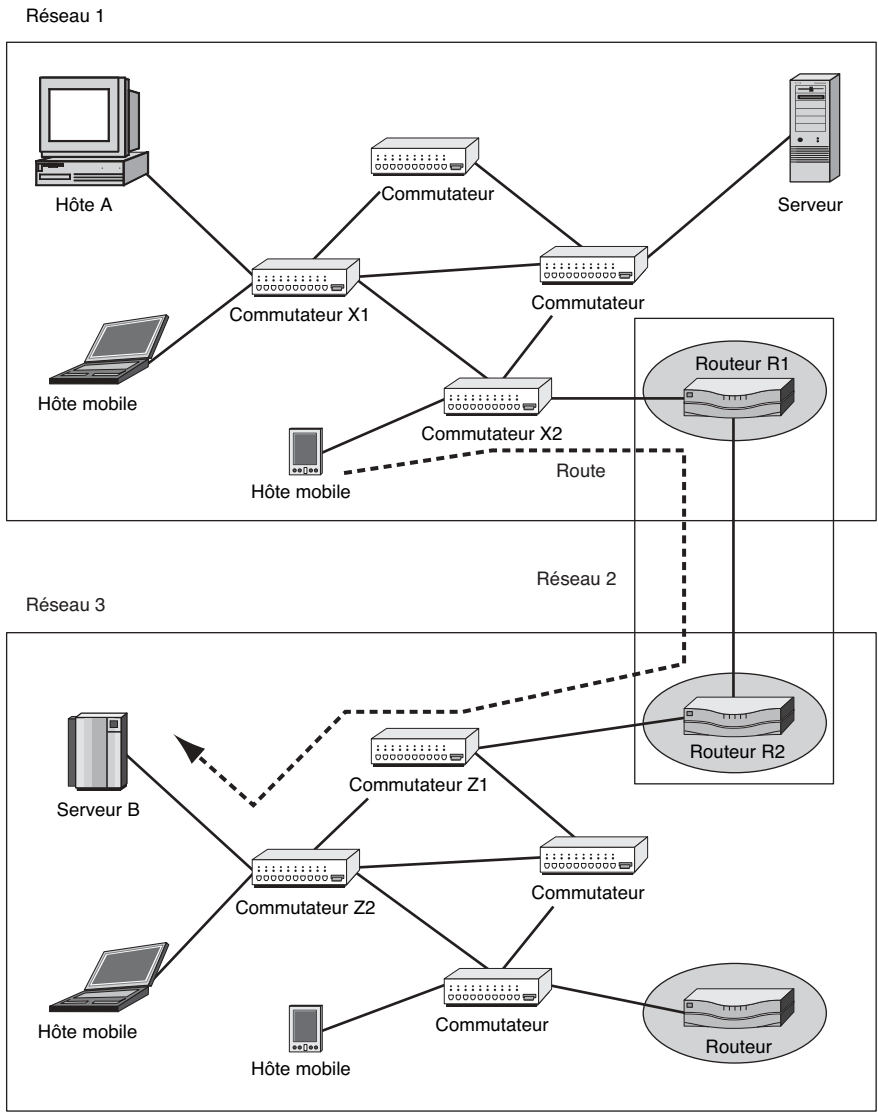 Réseau 1
Hôte A
Commutateur
Serveur
Commutateur X1
Commutateur
Routeur R1
Hôte mobile
Commutateur X2
Route
Hôte mobile
Réseau 2
Réseau 3
Routeur R2
Commutateur Z1
Serveur B
Commutateur
Commutateur Z2
Hôte mobile
Commutateur
Routeur
Hôte mobile